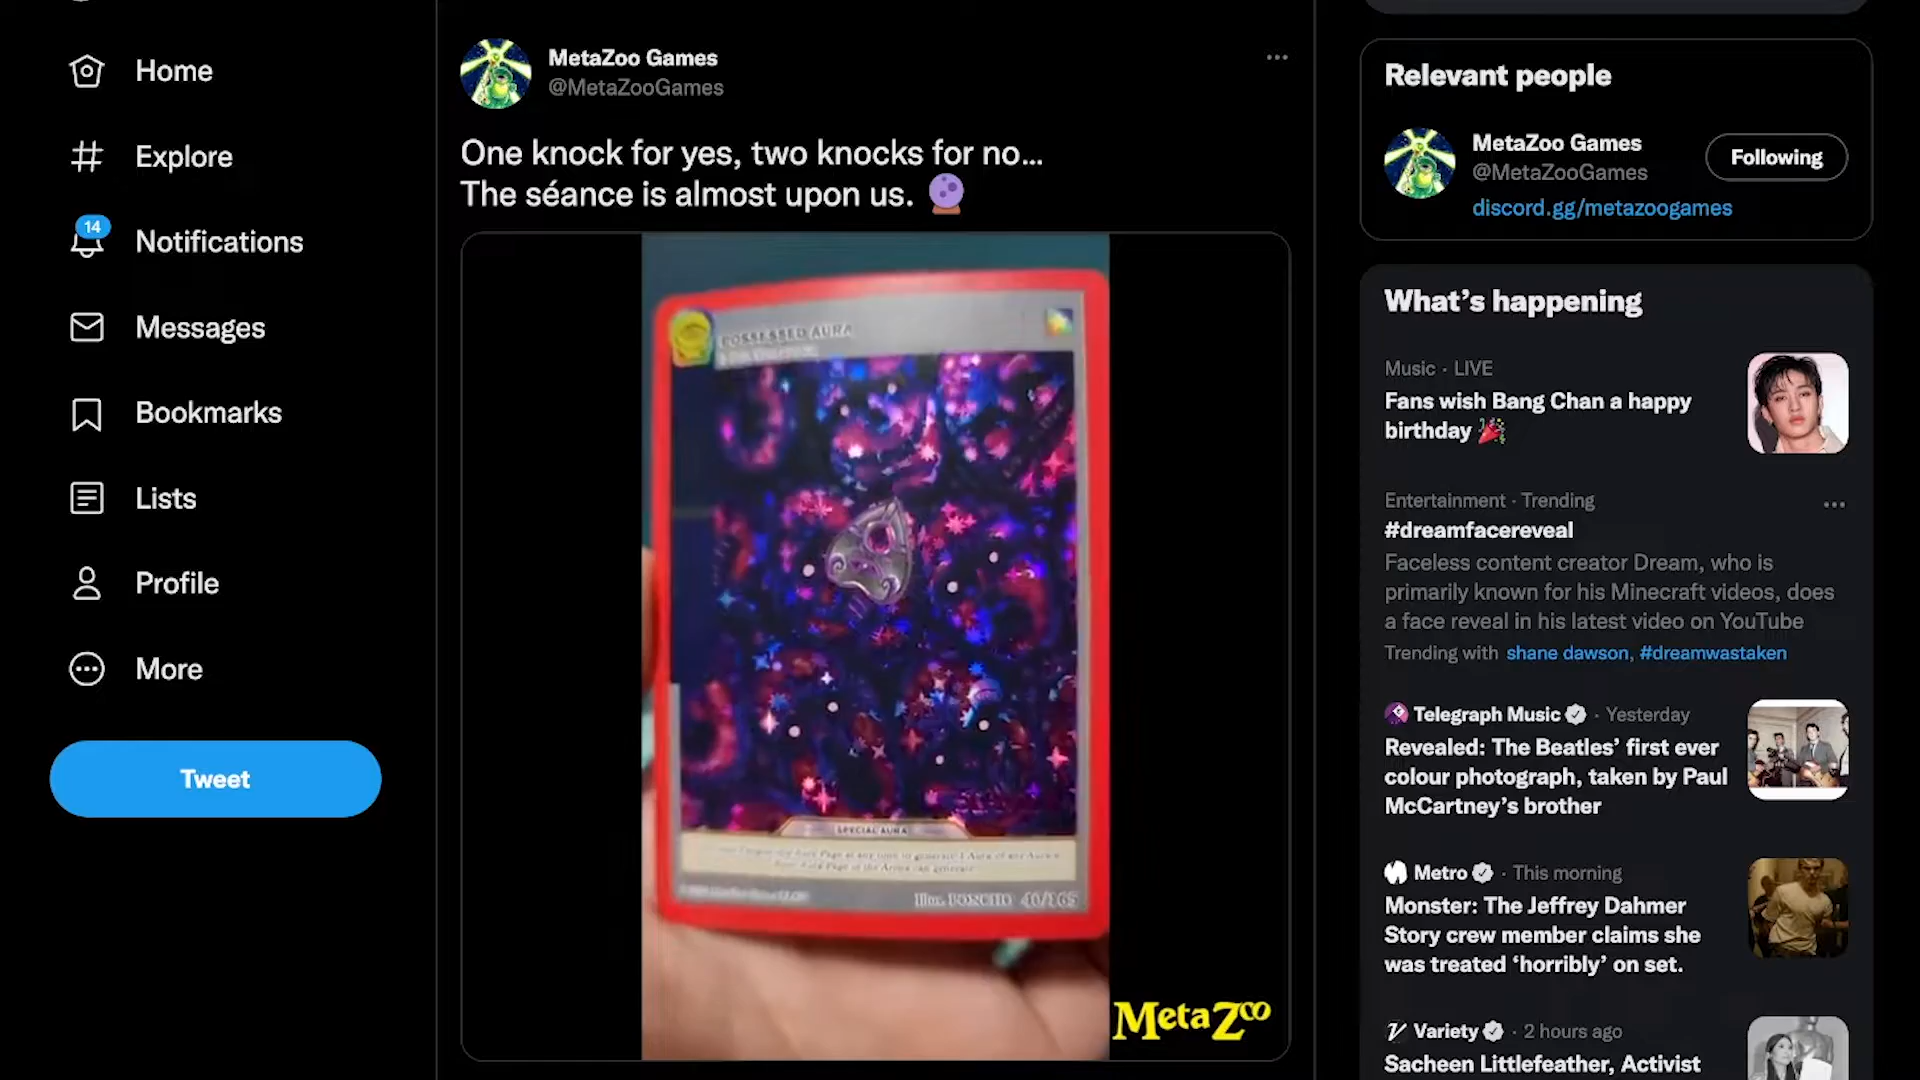 Home
Explore
14
Notifications
Messages
Bookmarks
Lists
Profile
More
Tweet
MetaZoo Games
@MetaZooGames
One knock for yes, two knocks for no...
The séance is almost upon us.
POSSESSED AURA
SPECIAL AURA
Illus. PONCHO 40/165
MetaZoo
Relevant people
MetaZoo Games
@MetaZooGames
Following
discord.gg/metazoogames
What's happening
Music · LIVE
Fans wish Bang Chan a happy
birthday
Entertainment · Trending
#dreamfacereveal
Faceless content creator Dream, who is
primarily known for his Minecraft videos, does
a face reveal in his latest video on YouTube
Trending with shane dawson, #dreamwastaken
Telegraph Music · Yesterday
Revealed: The Beatles' first ever
colour photograph, taken by Paul
McCartney's brother
Metro · This morning
Monster: The Jeffrey Dahmer
Story crew member claims she
was treated 'horribly' on set.
Variety · 2 hours ago
Sacheen Littlefeather, Activist